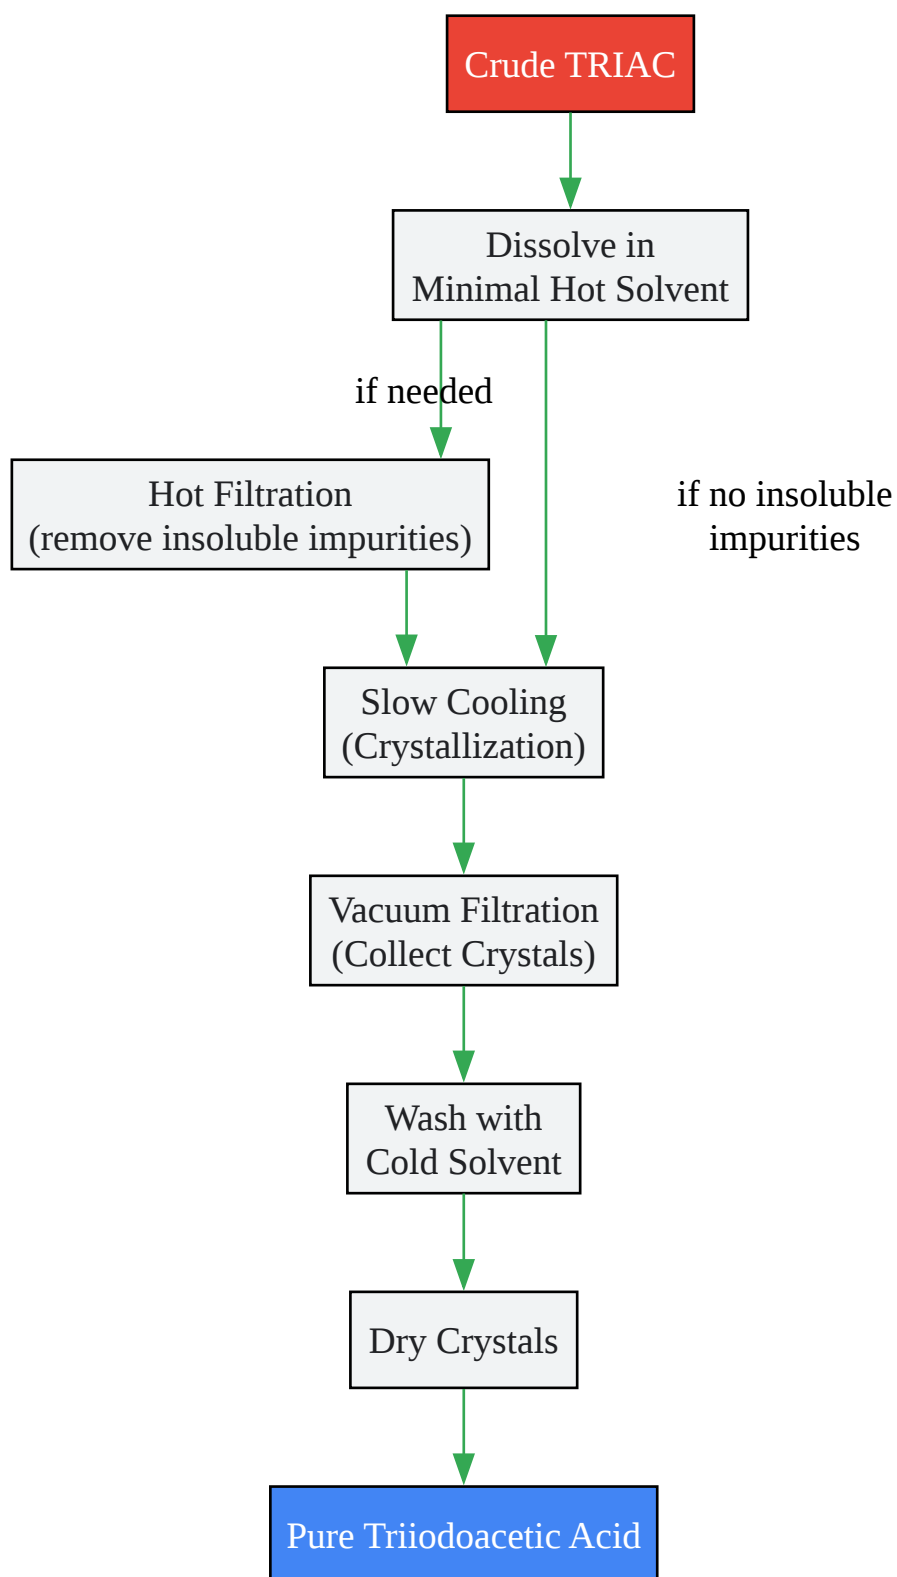 Crude TRIAC
Dissolve in
Minimal Hot Solvent
if needed
Hot Filtration
(remove insoluble impurities)
if no insoluble
impurities
Slow Cooling
(Crystallization)
Vacuum Filtration
(Collect Crystals)
Wash with
Cold Solvent
Dry Crystals
Pure Triiodoacetic Acid